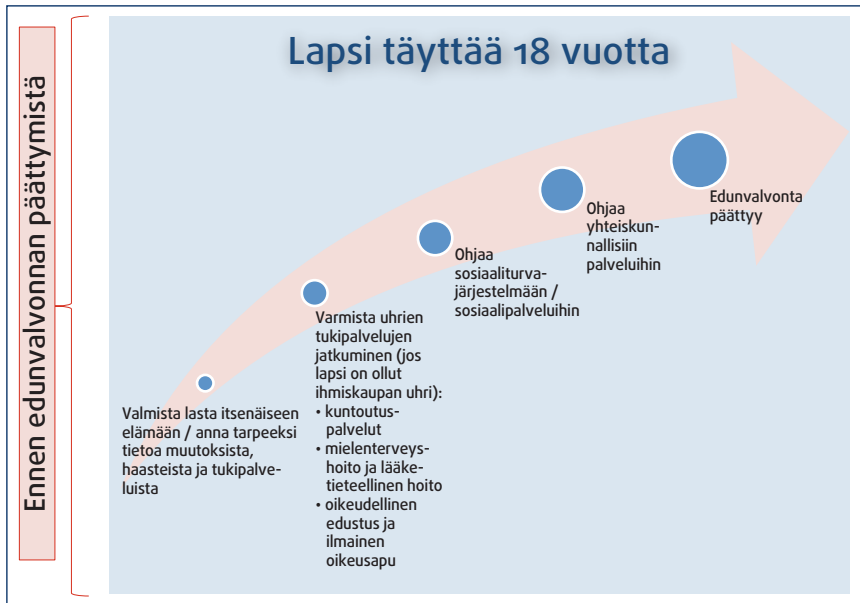 Lapsi täyttää 18 vuotta
Ennen edunvalvonnan päättymistä
Valmista lasta itsenäiseen
elämään / anna tarpeeksi
tietoa muutoksista,
haasteista ja tukipalve-
luista
Varmista uhrien
tukipalvelujen
jatkuminen (jos
lapsi on ollut
ihmiskaupan uhri):
• kuntoutus-
palvelut
• mielenterveys-
hoito ja lääke-
tieteellinen hoito
• oikeudellinen
edustus ja
ilmainen
oikeusapu
Ohjaa
sosiaaliturva-
järjestelmään /
sosiaalipalveluihin
Ohjaa
yhteiskun-
nallisiin
palveluihin
Edunvalvonta
päättyy